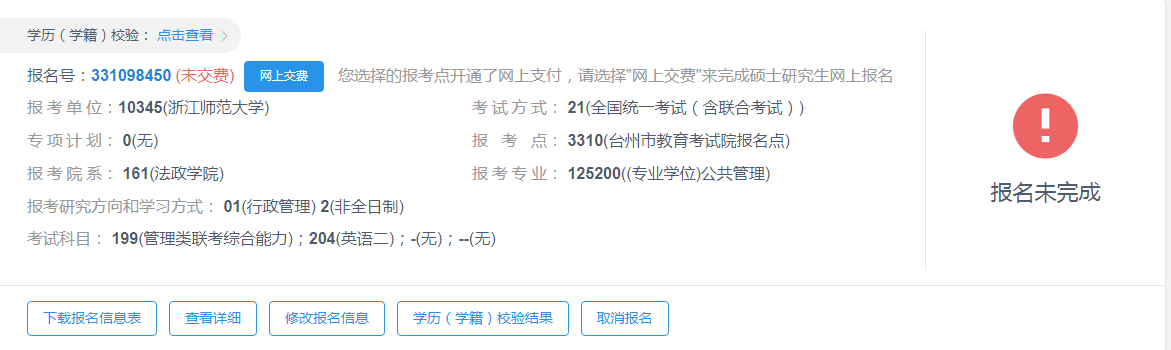 学历（学籍）校验： 点击查看
报名号：331098450 (未交费) 网上交费 您选择的报考点开通了网上支付，请选择"网上交费"来完成硕士研究生网上报名
报考单位：10345(浙江师范大学) 考试方式：21(全国统一考试（含联合考试）)
专项计划： 0(无) 报 考 点：3310(台州市教育考试院报名点)
报考院系： 161(法政学院) 报考专业：125200((专业学位)公共管理)
报考研究方向和学习方式： 01(行政管理) 2(非全日制)
考试科目： 199(管理类联考综合能力)；204(英语二)；-(无)；--(无)
报名未完成
下载报名信息表 查看详细 修改报名信息 学历（学籍）校验结果 取消报名